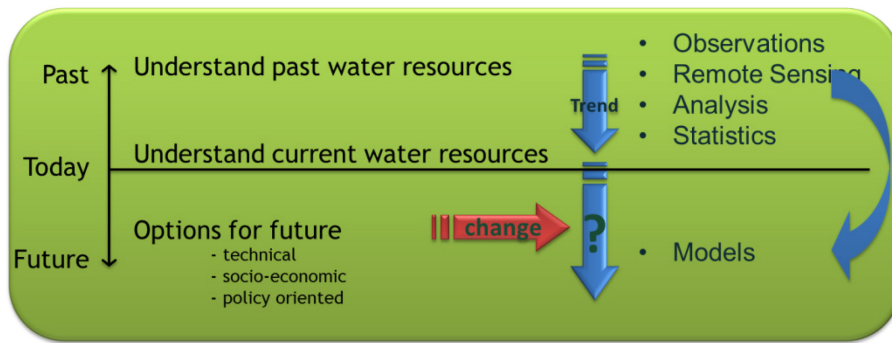 Past
Understand past water resources
Trend
• Observations
• Remote Sensing
• Analysis
• Statistics
Today
Understand current water resources
Future
Options for future
- technical
- socio-economic
- policy oriented
change
?
• Models